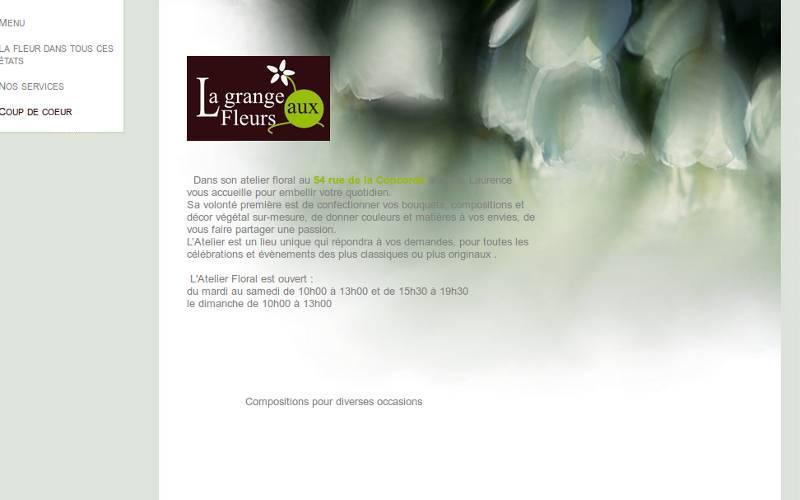 MENU
LA FLEUR DANS TOUS CES
ÉTATS
NOS SERVICES
COUP DE COEUR
La grange
aux
Fleurs
Dans son atelier floral au 54 rue de la Concorde Laurence
vous accueille pour embellir votre quotidien.
Sa volonté première est de confectionner vos bouquets, compositions et
décor végétal sur-mesure, de donner couleurs et matières à vos envies, de
vous faire partager une passion.
L'Atelier est un lieu unique qui répondra à vos demandes, pour toutes les
célébrations et évènements des plus classiques ou plus originaux .
L'Atelier Floral est ouvert :
du mardi au samedi de 10h00 à 13h00 et de 15h30 à 19h30
le dimanche de 10h00 à 13h00
Compositions pour diverses occasions